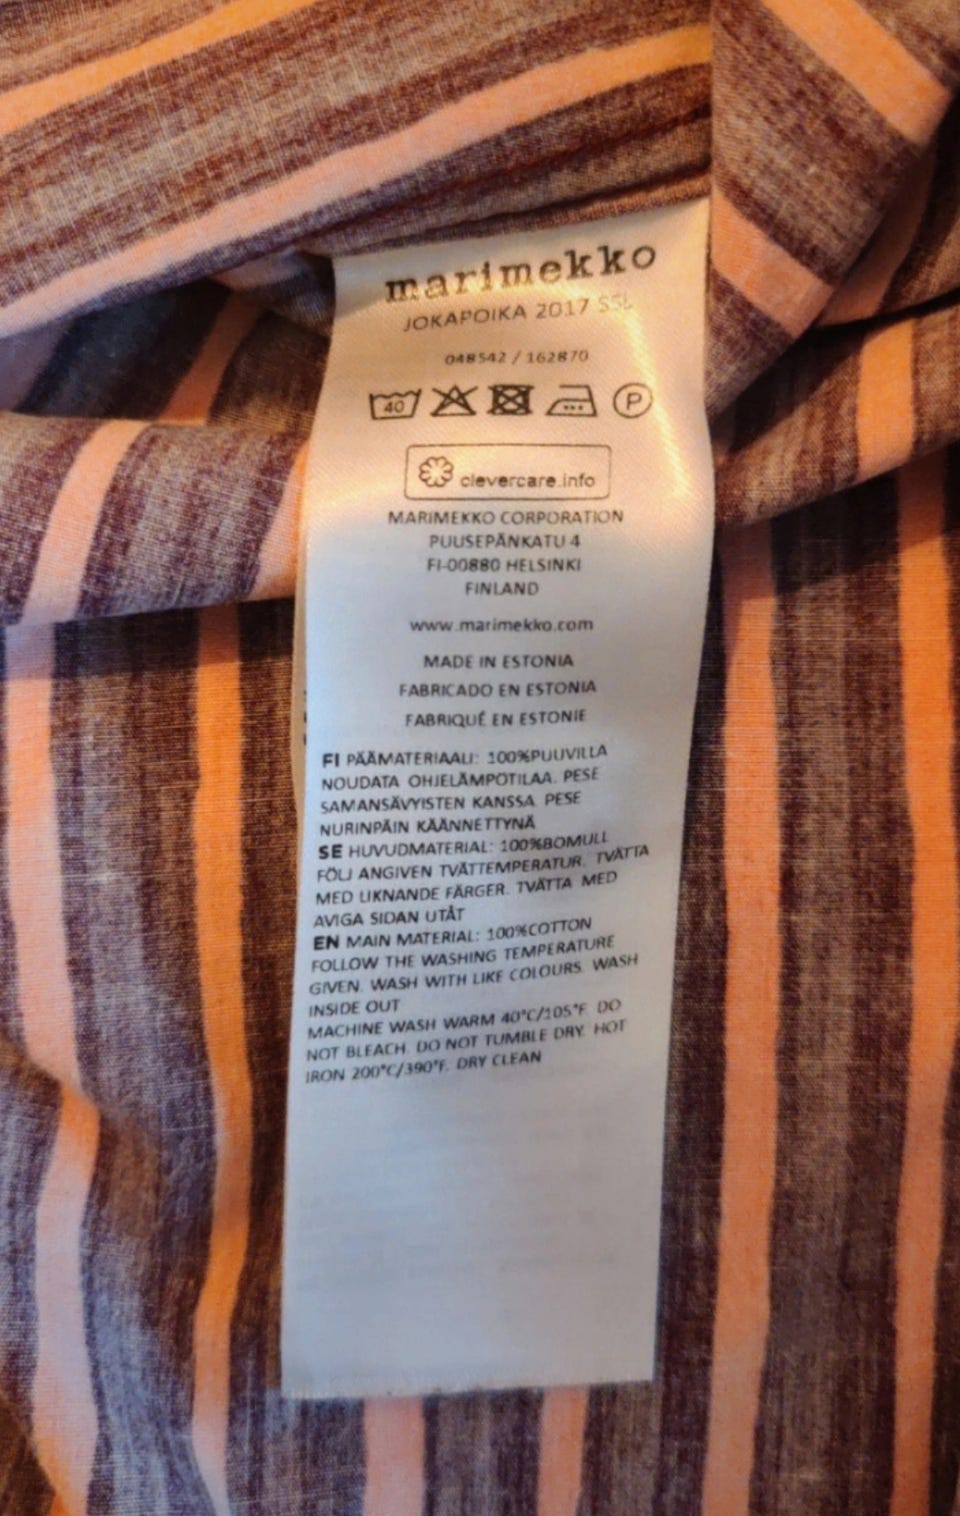 marimekko
JOKAPOIKA 2017
048542 / 162870
40 P
clevercare.info
MARIMEKKO CORPORATION
PUUSEPÄNKATU 4
FI-00880 HELSINKI
FINLAND
www.marimekko.com
MADE IN ESTONIA
FABRICADO EN ESTONIA
FABRIQUÉ EN ESTONIE
FI PÄÄMATERIAALI: 100%PUUVILLA
NOUDATA OHJELÄMPÖTILAA. PESE
SAMANSÄVYISTEN KANSSA. PESE
NURINPÄIN KÄÄNNETTYNÄ
SE HUVUDMATERIAL: 100%BOMULL
FÖLJ ANGIVEN TVÄTTEMPERATUR. TVÄTTA
MED LIKNANDE FÄRGER. TVÄTTA MED
AVIGA SIDAN UTÅT
EN MAIN MATERIAL: 100%COTTON
FOLLOW THE WASHING TEMPERATURE
GIVEN. WASH WITH LIKE COLOURS. WASH
INSIDE OUT
MACHINE WASH WARM 40°C/105°F. DO
NOT BLEACH. DO NOT TUMBLE DRY. HOT
IRON 200°C/390°F. DRY CLEAN